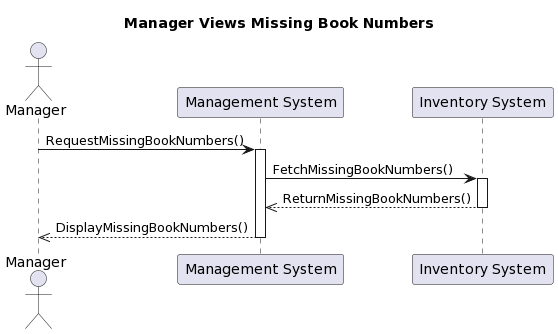 Manager Views Missing Book Numbers
Manager
Management System
Inventory System
RequestMissingBookNumbers()
FetchMissingBookNumbers()
ReturnMissingBookNumbers()
DisplayMissingBookNumbers()
Manager
Management System
Inventory System